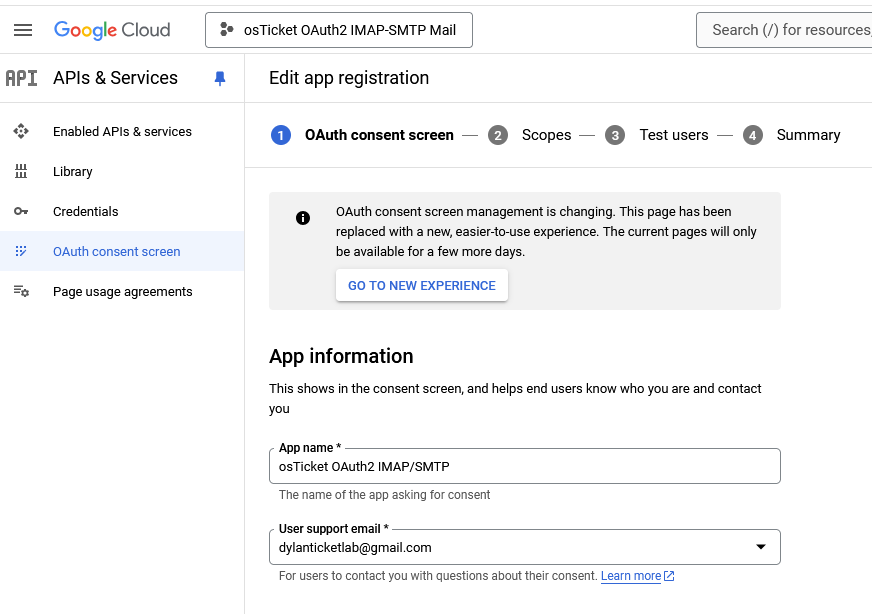 Google Cloud
osTicket OAuth2 IMAP-SMTP Mail
Search (/) for resources,
API
APIs & Services
Edit app registration
Enabled APIs & services
Library
Credentials
OAuth consent screen
Page usage agreements
1 OAuth consent screen — 2 Scopes — 3 Test users — 4 Summary
OAuth consent screen management is changing. This page has been
replaced with a new, easier-to-use experience. The current pages will only
be available for a few more days.
GO TO NEW EXPERIENCE
App information
This shows in the consent screen, and helps end users know who you are and contact
you
App name *
osTicket OAuth2 IMAP/SMTP
The name of the app asking for consent
User support email *
dylanticketlab@gmail.com
For users to contact you with questions about their consent. Learn more